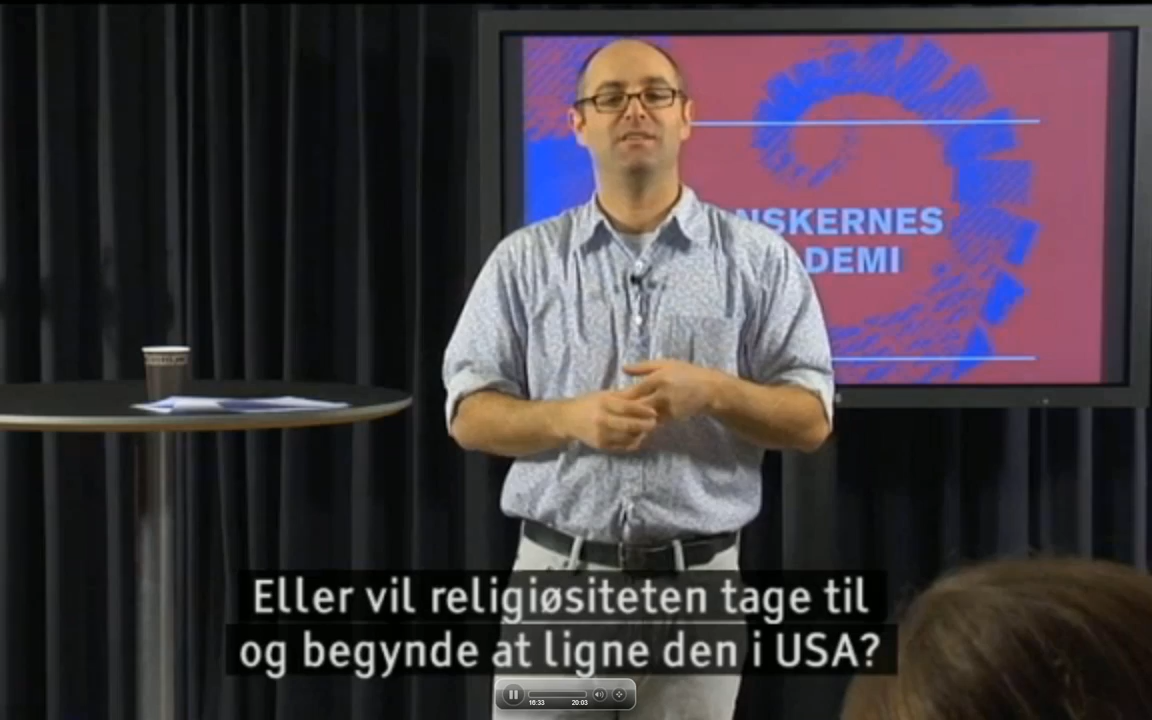 NSKERNES
DEMI
Eller vil religiøsiteten tage til
og begynde at ligne den i USA?
16:33
20:03